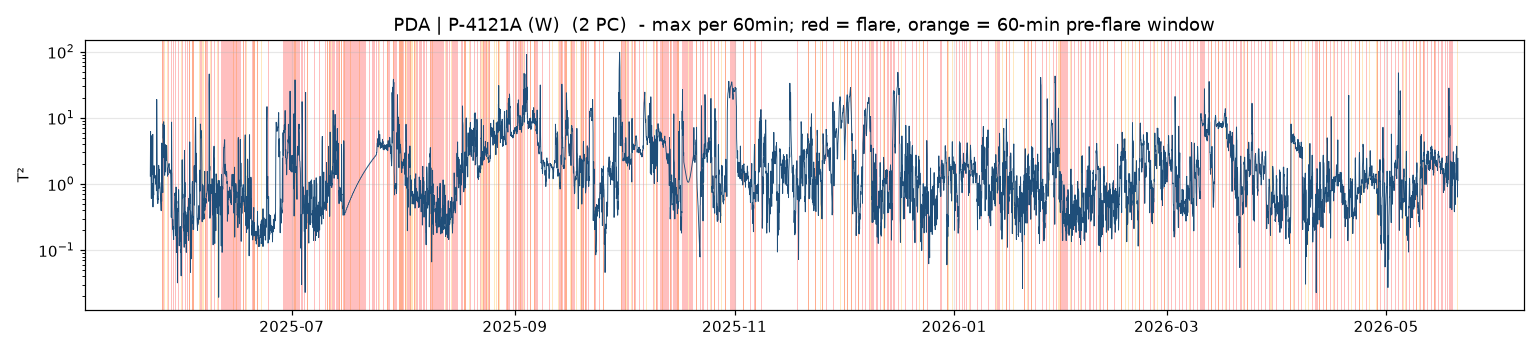 PDA | P-4121A (W)  (2 PC)  - max per 60min; red = flare, orange = 60-min pre-flare window
T²
10²
10¹
10⁰
10⁻¹
2025-07 2025-09 2025-11 2026-01 2026-03 2026-05